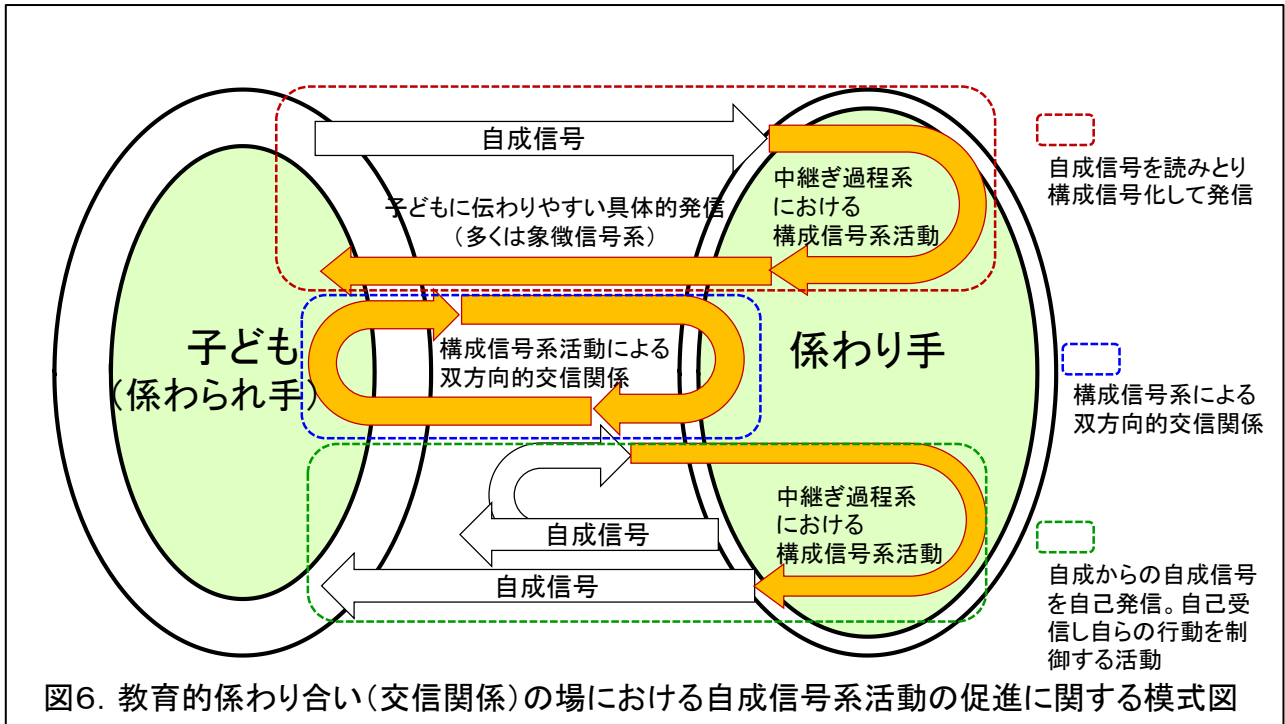 自成信号
中継ぎ過程系
における
構成信号系活動
子どもに伝わりやすい具体的発信
（多くは象徴信号系）
自成信号を読みとり
構成信号化して発信
子ども
（係わられ手）
構成信号系活動による
双方向的交信関係
係わり手
構成信号系による
双方向的交信関係
中継ぎ過程系
における
構成信号系活動
自成信号
自成信号
自成からの自成信号
を自己発信。自己受
信し自らの行動を制
御する活動
図６．教育的係わり合い（交信関係）の場における自成信号系活動の促進に関する模式図